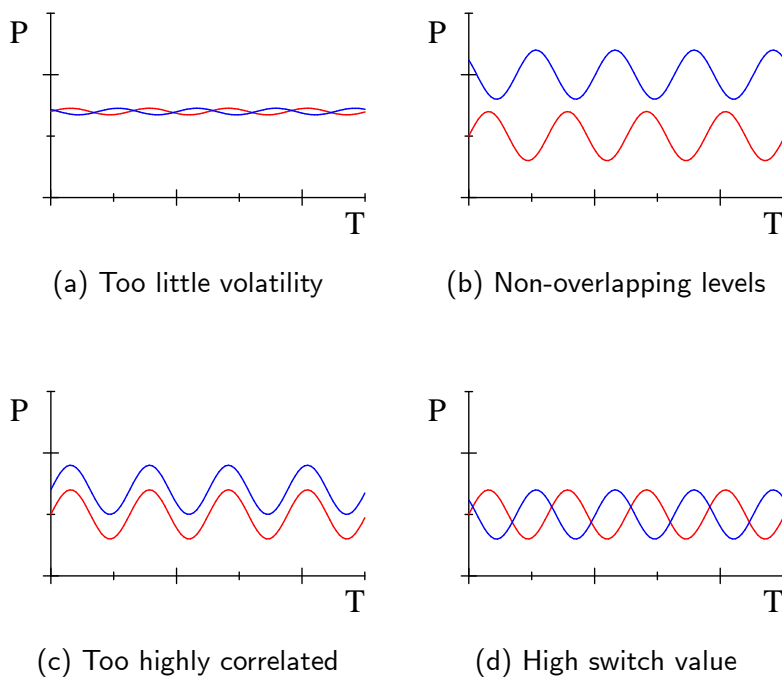 P
T
(a) Too little volatility
P
T
(b) Non-overlapping levels
P
T
(c) Too highly correlated
P
T
(d) High switch value